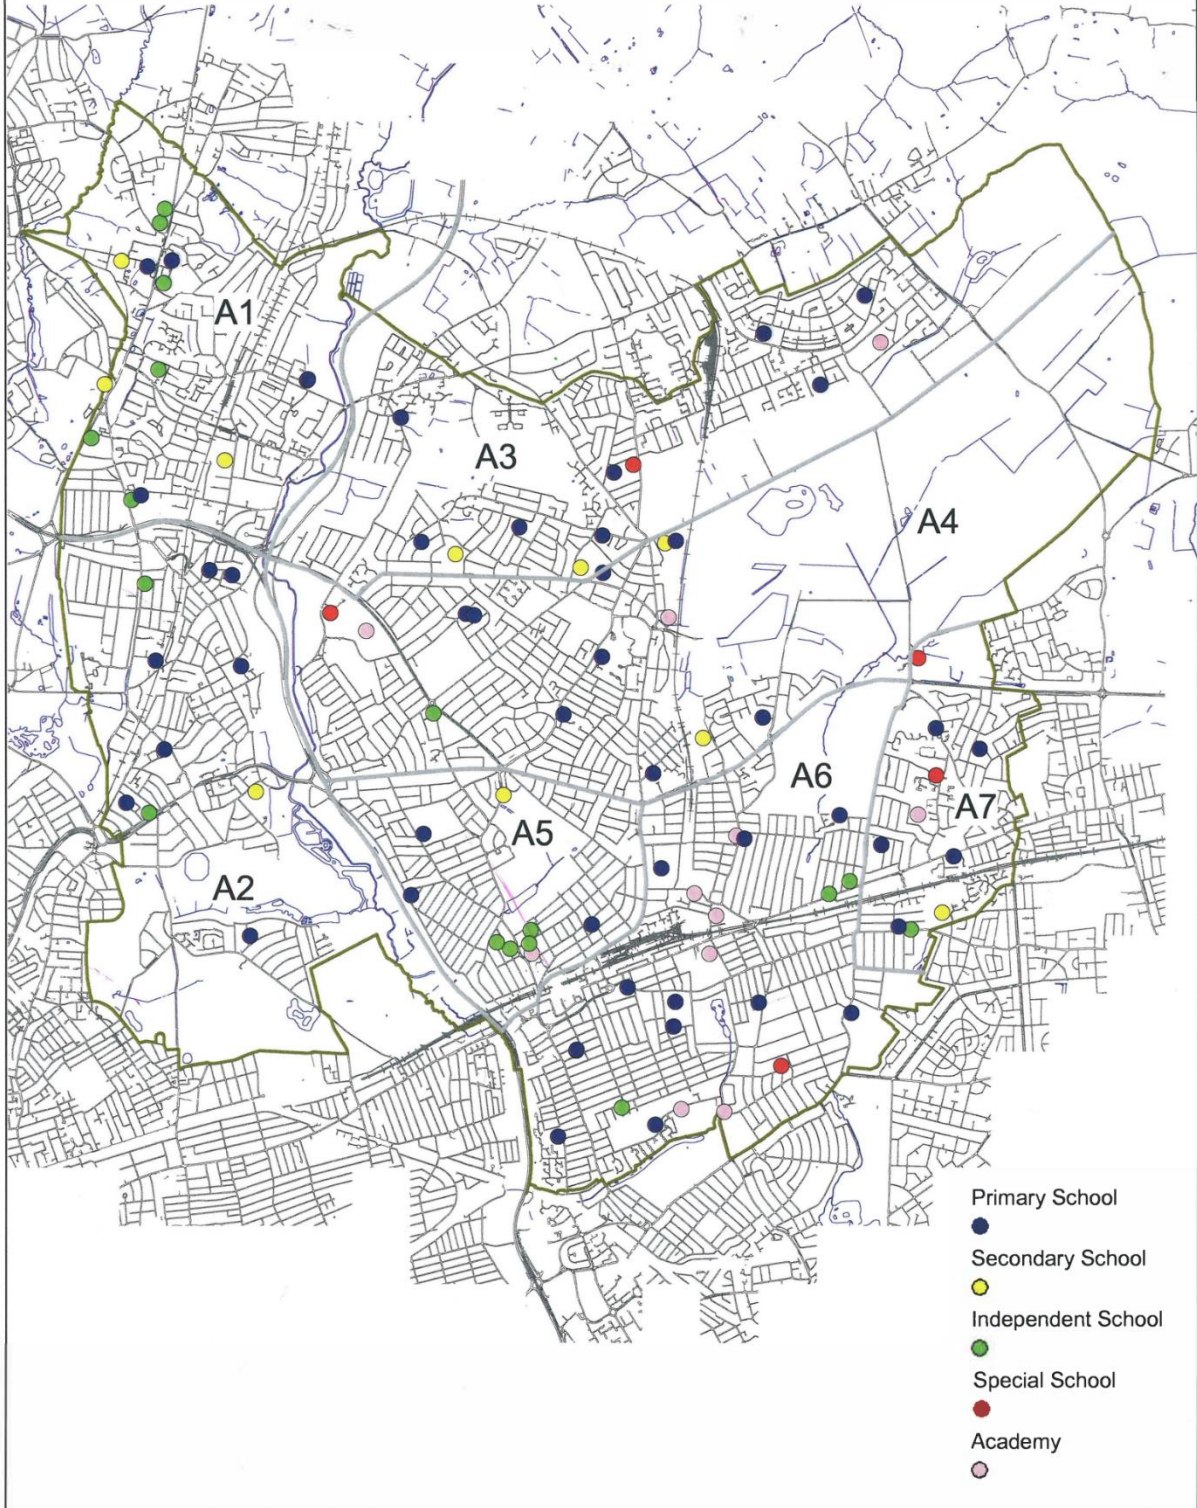 A1
A3
A4
A6
A7
A5
A2
Primary School
Secondary School
Independent School
Special School
Academy